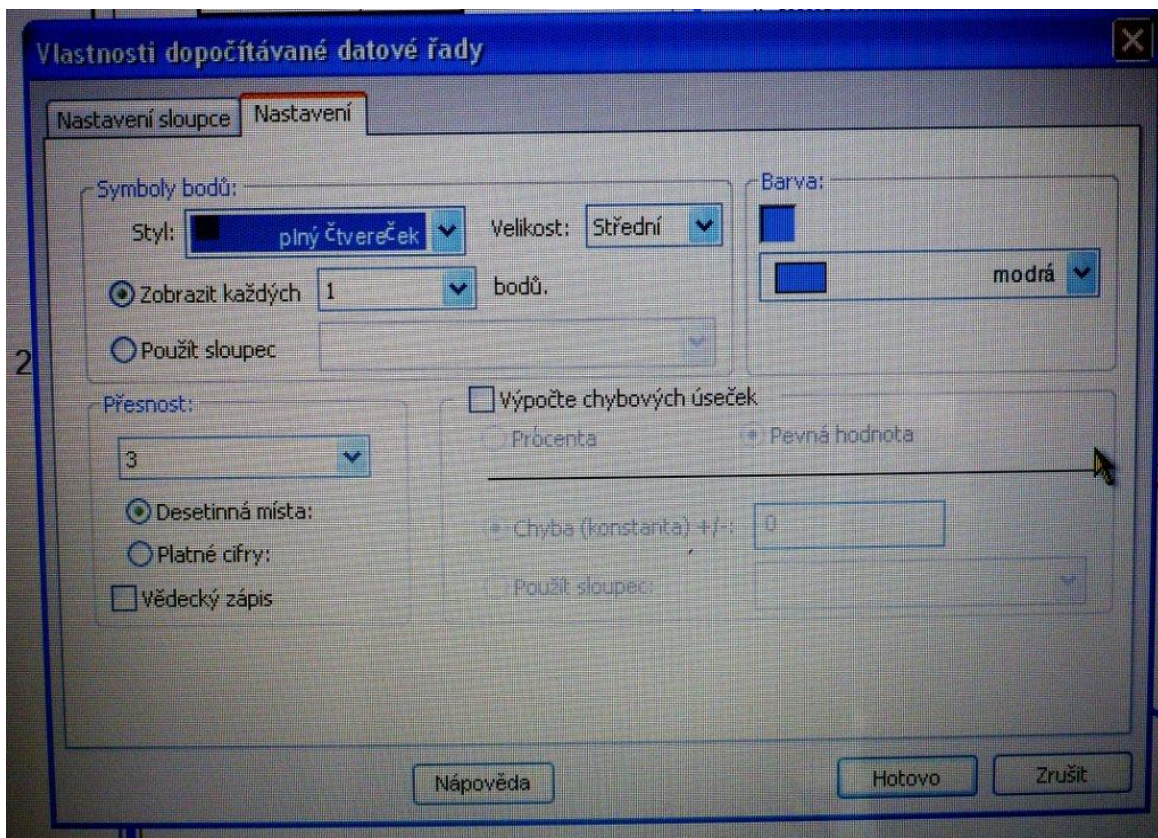 Vlastnosti dopočítávané datové řady
Nastavení sloupce
Nastavení
Symboly bodů:
Styl: plný čtvereček Velikost: Střední
Zobrazit každých 1 bodů.
Použít sloupec
Barva:
modrá
2
Přesnost:
3
Desetinná místa:
Platné cifry:
Vědecký zápis
Výpočte chybových úseček
Procenta Pevná hodnota
Chyba (konstanta) +/-: 0
Použít sloupec:
Nápověda Hotovo Zrušit